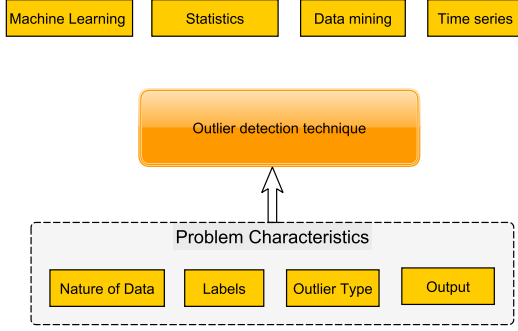 Machine Learning
Statistics
Data mining
Time series
Outlier detection technique
Problem Characteristics
Nature of Data
Labels
Outlier Type
Output